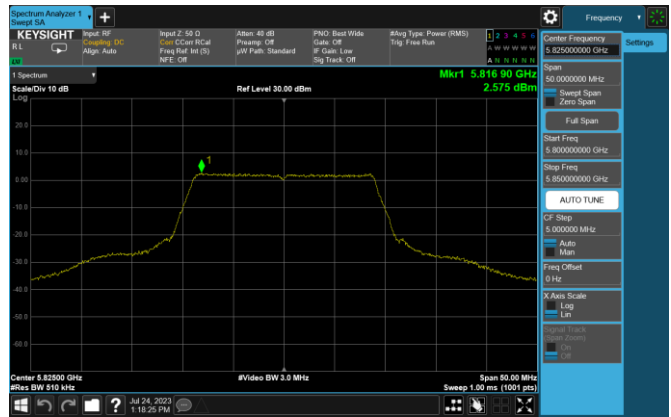 Spectrum Analyzer 1
Swept SA
Frequency
KEYSIGHT
R L
LW
Input: RF
Coupling: DC
Align: Auto
Input Z: 50 Ω
Corr CCorr RCal
Freq Ref: Int (S)
NFE: Off
Atten: 40 dB
Preamp: Off
µW Path: Standard
PNO: Best Wide
Gate: Off
IF Gain: Low
Sig Track: Off
#Avg Type: Power (RMS)
Trig: Free Run
1 2 3 4 5 6
A W W W W W
A N N N N N
1 Spectrum
Scale/Div 10 dB
Ref Level 30.00 dBm
Mkr1 5.816 90 GHz
2.575 dBm
Log
20.0
10.0
0.00
-10.0
-20.0
-30.0
-40.0
-50.0
-60.0
1
Center 5.82500 GHz
#Video BW 3.0 MHz
Span 50.00 MHz
#Res BW 510 kHz
Sweep 1.00 ms (1001 pts)
Center Frequency
5.825000000 GHz
Settings
Span
50.0000000 MHz
Swept Span
Zero Span
Full Span
Start Freq
5.800000000 GHz
Stop Freq
5.850000000 GHz
AUTO TUNE
CF Step
5.000000 MHz
Auto
Man
Freq Offset
0 Hz
X Axis Scale
Log
Lin
Signal Track
(Span Zoom)
On
Off
?
Jul 24, 2023
1:18:25 PM